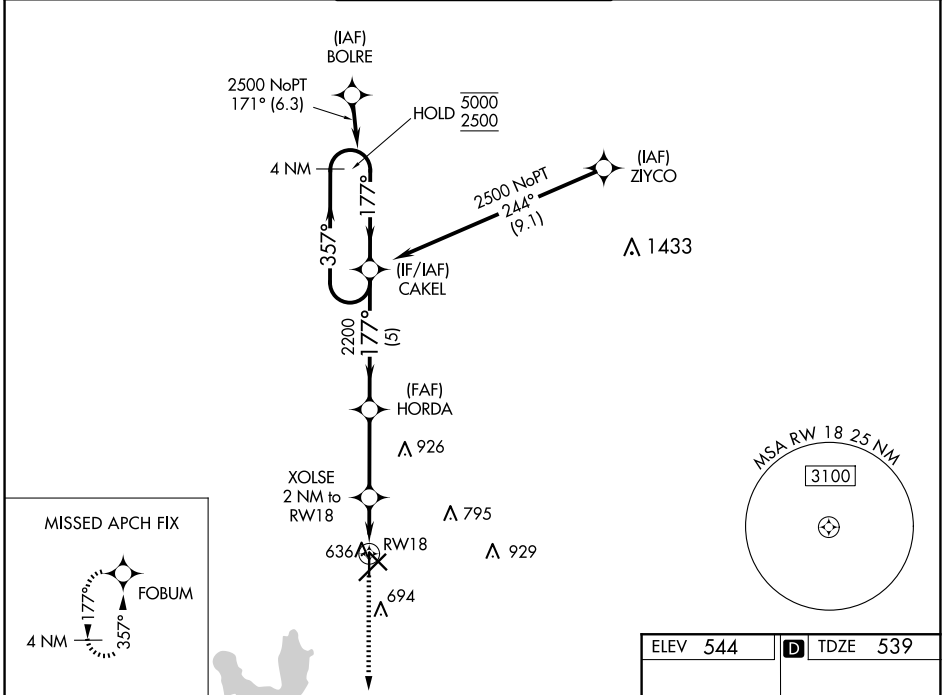 (IAF)
BOLRE
2500 NoPT
171° (6.3)
HOLD 5000
2500
4 NM
177°
357°
(IAF)
ZIYCO
2500 NoPT
244°
(9.1)
1433
(IF/IAF)
CAKEL
2200
177°
(5)
(FAF)
HORDA
926
XOLSE
2 NM to
RW18
795
636
RW18
929
694
MSA RW 18 25 NM
3100
MISSED APCH FIX
FOBUM
177°
357°
4 NM
ELEV 544
D TDZE 539